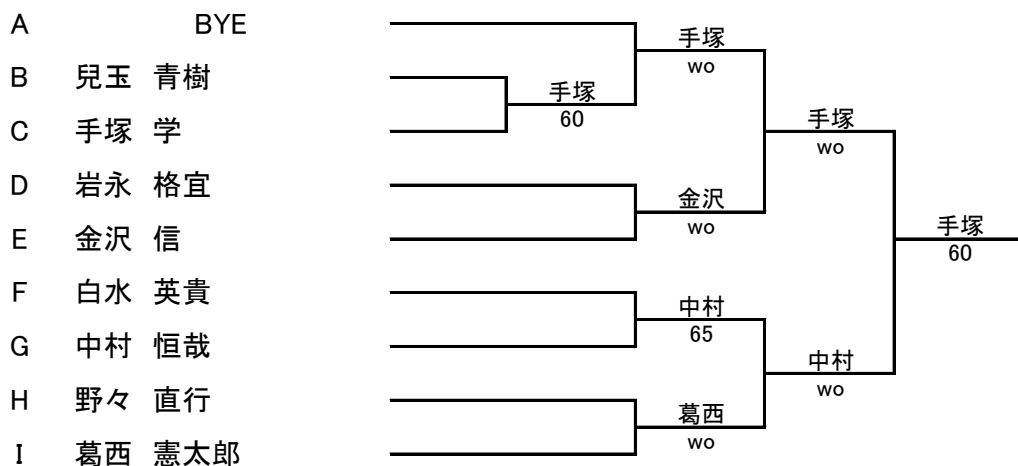 A BYE
手塚
wo
B 兒玉 青樹
手塚
60
C 手塚 学
手塚
wo
D 岩永 格宜
金沢
wo
E 金沢 信
手塚
60
F 白水 英貴
中村
65
G 中村 恒哉
中村
wo
H 野々 直行
葛西
wo
I 葛西 憲太郎